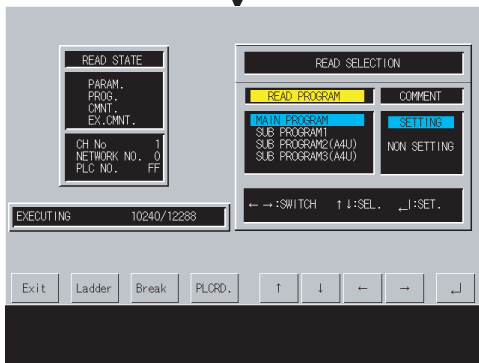 READ STATE
PARAM.
PROG.
CMNT.
EX.CMNT.
CH No 1
NETWORK NO. 0
PLC NO. FF
EXECUTING 10240/12288
READ SELECTION
READ PROGRAM
MAIN PROGRAM
SUB PROGRAM1
SUB PROGRAM2(A4U)
SUB PROGRAM3(A4U)
COMMENT
SETTING
NON SETTING
←→:SWITCH ↑↓:SEL. ↵:SET.
Exit Ladder Break PLCRD. ↑ ↓ ← → ↵